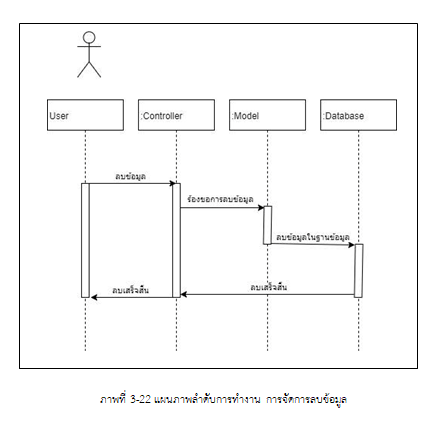 User
:Controller
:Model
:Database
ลบข้อมูล
ร้องขอการลบข้อมูล
ลบข้อมูลในฐานข้อมูล
ลบเสร็จสิ้น
ลบเสร็จสิ้น
ภาพที่ 3-22 แผนภาพลำดับการทำงาน การจัดการลบข้อมูล